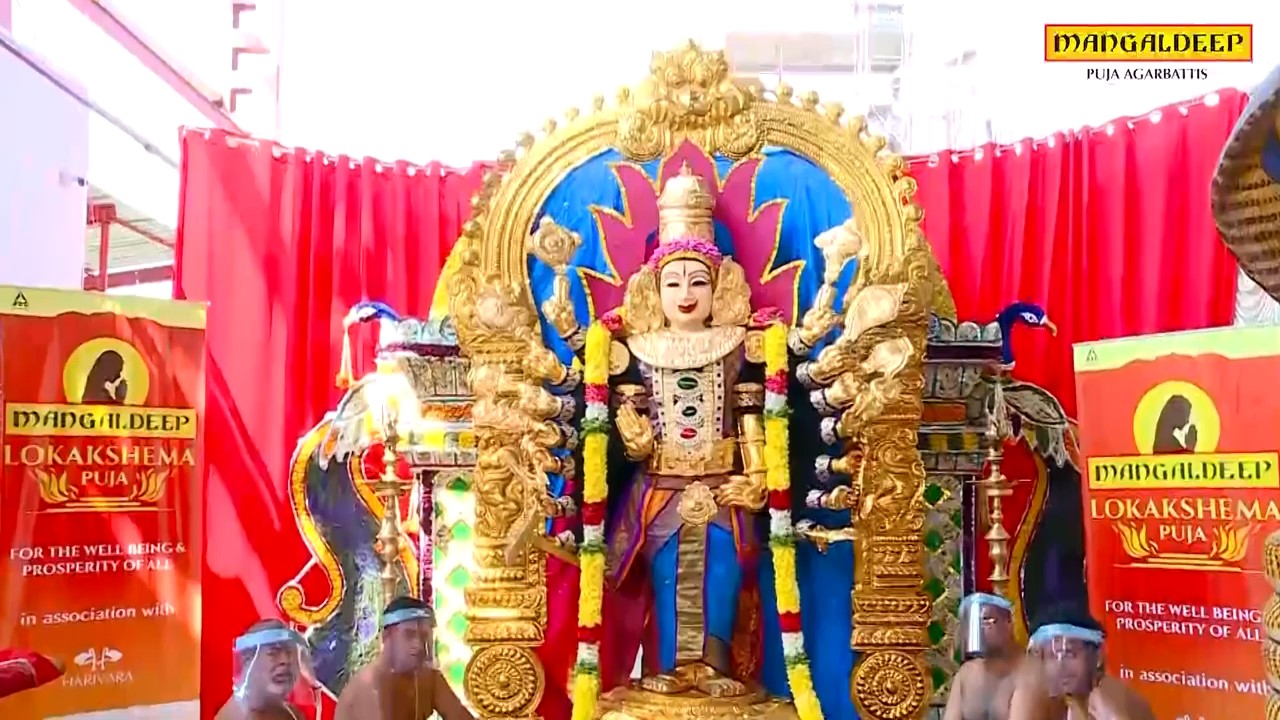 MANGALDEEP
PUJA AGARBATTIS
MANGALDEEP
LOKAKSHEMA
PUJA
FOR THE WELL BEING &
PROSPERITY OF ALL
in association with
HARIVARA
MANGALDEEP
LOKAKSHEMA
PUJA
FOR THE WELL BEING
PROSPERITY OF ALL
in association with